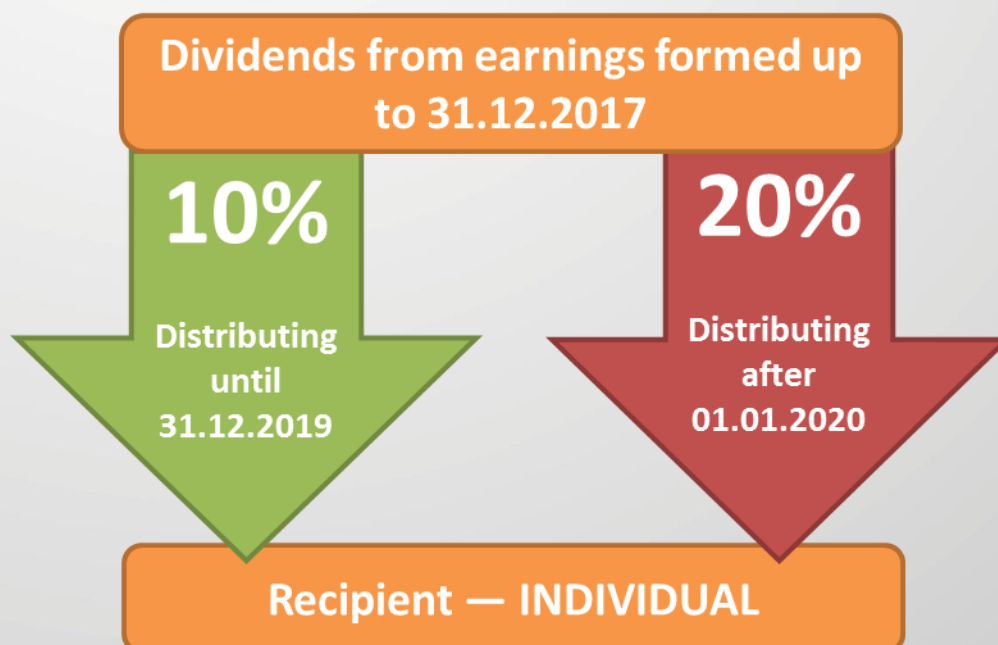 Dividends from earnings formed up
to 31.12.2017
10%
Distributing
until
31.12.2019
20%
Distributing
after
01.01.2020
Recipient — INDIVIDUAL